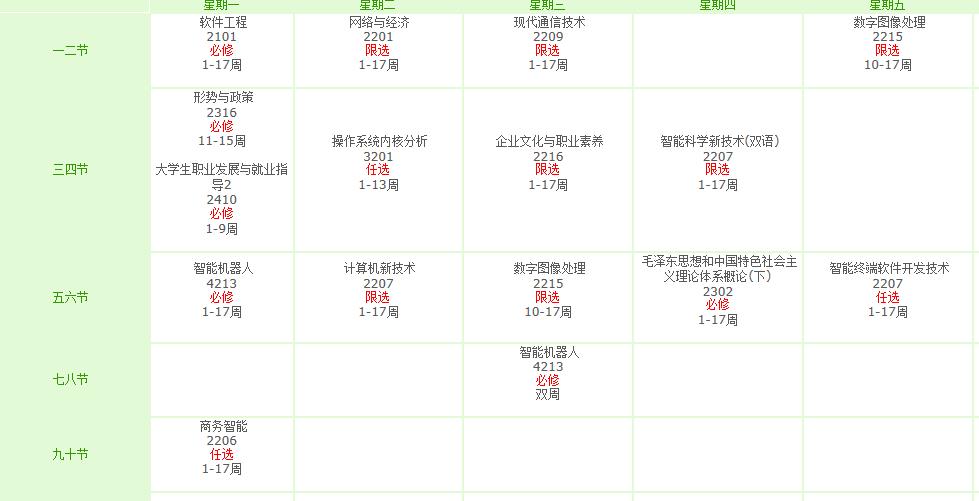 星期一
星期二
星期三
星期四
星期五
一二节
软件工程
2101
必修
1-17周
网络与经济
2201
限选
1-17周
现代通信技术
2209
限选
1-17周
数字图像处理
2215
限选
10-17周
三四节
形势与政策
2316
必修
11-15周
大学生职业发展与就业指
导2
2410
必修
1-9周
操作系统内核分析
3201
任选
1-13周
企业文化与职业素养
2216
限选
1-17周
智能科学新技术(双语)
2207
限选
1-17周
五六节
智能机器人
4213
必修
1-17周
计算机新技术
2207
限选
1-17周
数字图像处理
2215
限选
10-17周
毛泽东思想和中国特色社会主
义理论体系概论(下)
2302
必修
1-17周
智能终端软件开发技术
2207
任选
1-17周
七八节
智能机器人
4213
必修
双周
九十节
商务智能
2206
任选
1-17周